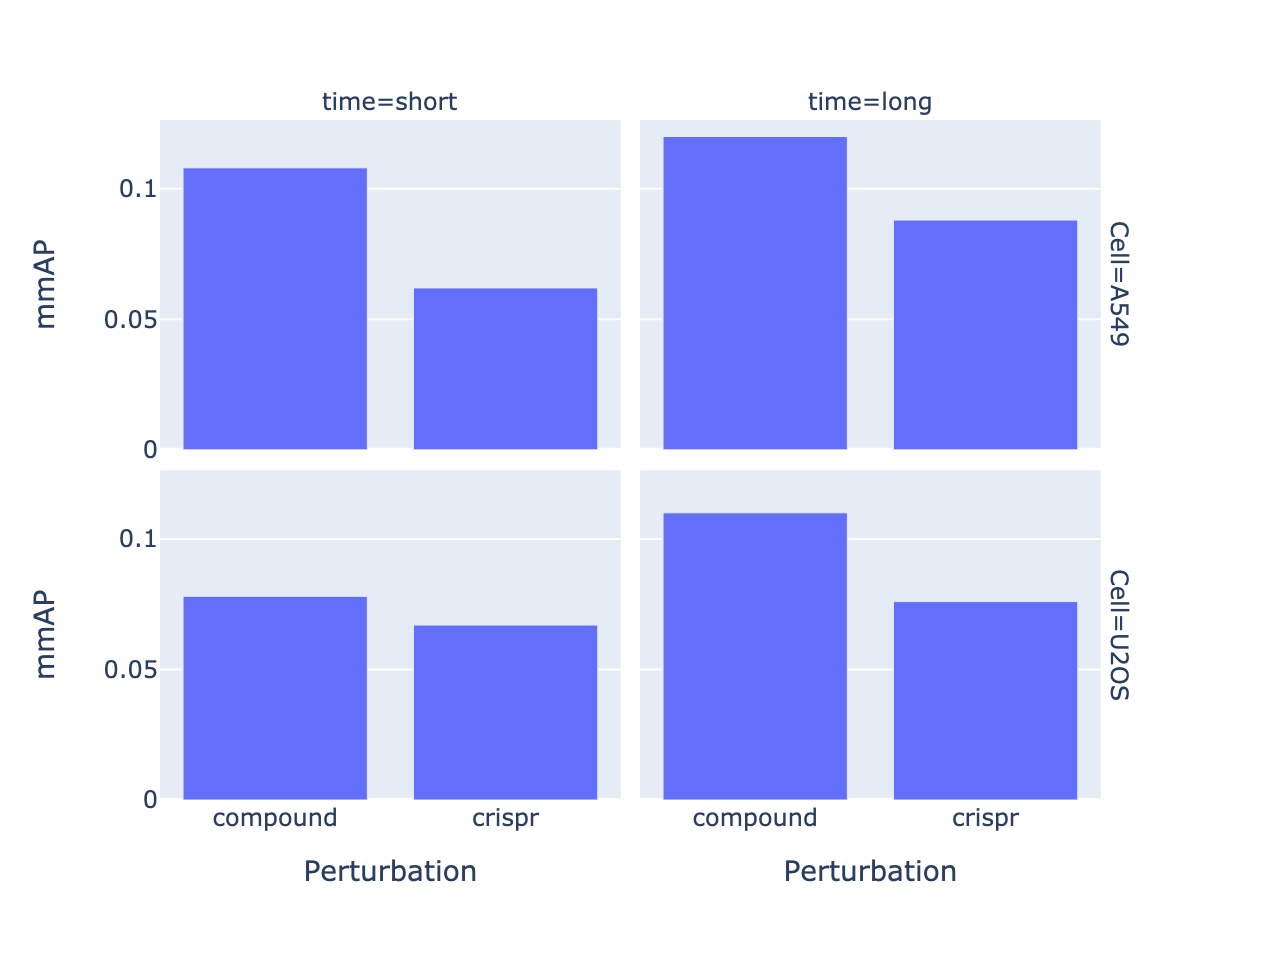 time=short
time=long
mmAP
0.1
0.05
0
Cell=A549
mmAP
0.1
0.05
0
Cell=U2OS
compound
crispr
compound
crispr
Perturbation
Perturbation